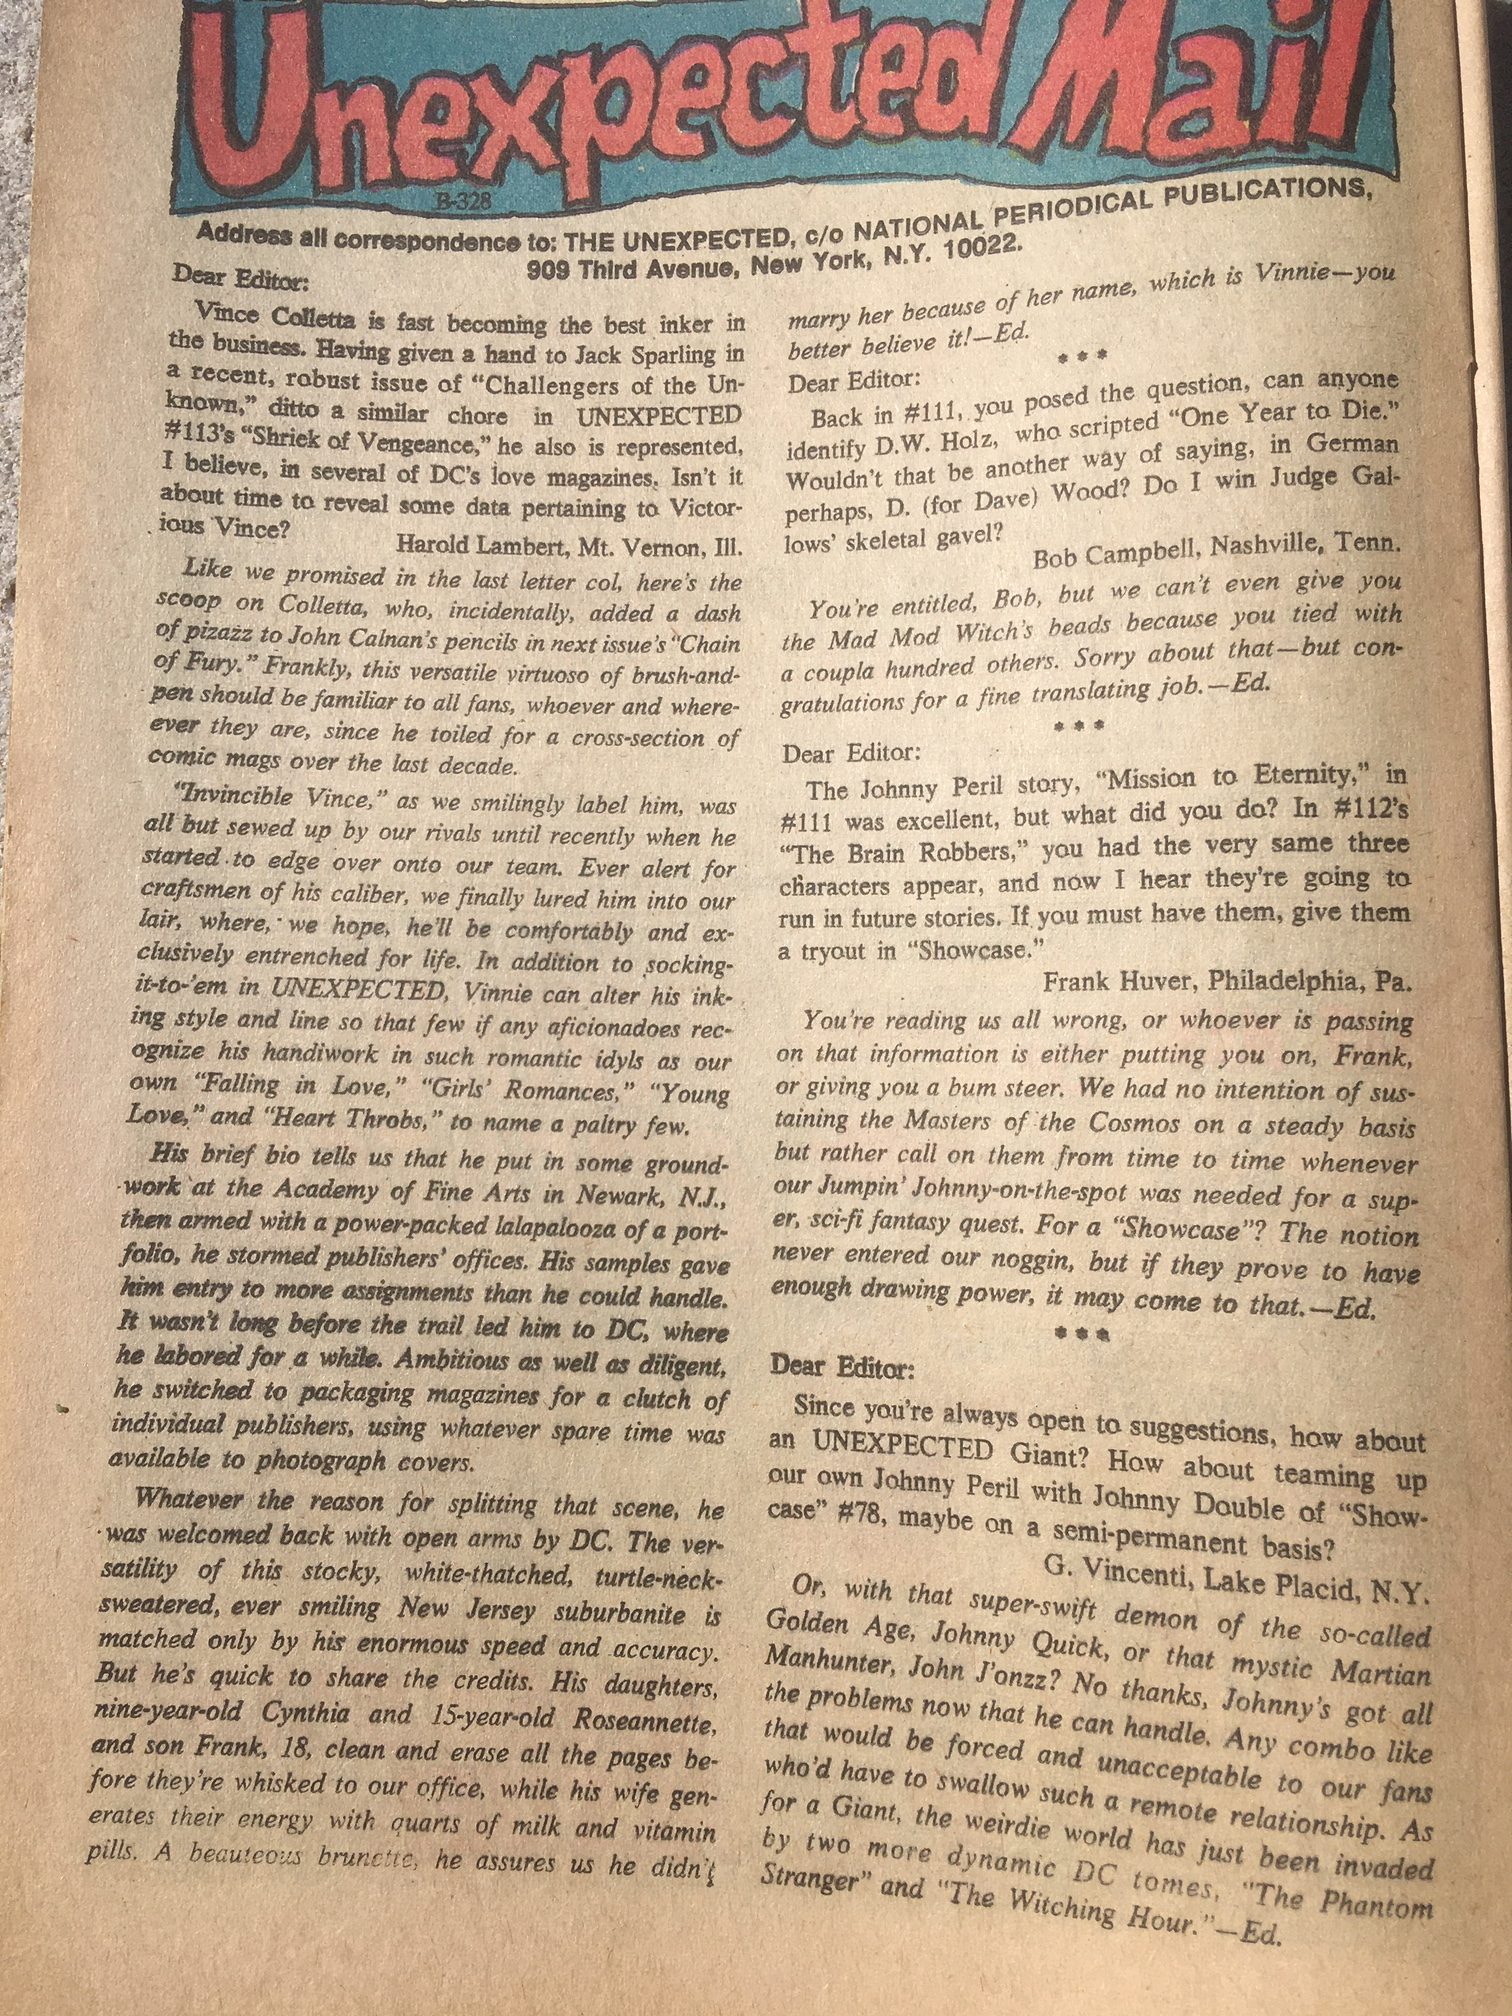 Unexpected Mail
B-328
Address all correspondence to: THE UNEXPECTED, c/o NATIONAL PERIODICAL PUBLICATIONS,
909 Third Avenue, New York, N.Y. 10022.
Dear Editor:
Vince Colletta is fast becoming the best inker in
the business. Having given a hand to Jack Sparling in
a recent, robust issue of "Challengers of the Un-
known," ditto a similar chore in UNEXPECTED
#113's "Shriek of Vengeance," he also is represented,
I believe, in several of DC's love magazines. Isn't it
about time to reveal some data pertaining to Victor-
ious Vince?
Harold Lambert, Mt. Vernon, Ill.
Like we promised in the last letter col, here's the
scoop on Colletta, who, incidentally, added a dash
of pizazz to John Calnan's pencils in next issue's "Chain
of Fury." Frankly, this versatile virtuoso of brush-and-
pen should be familiar to all fans, whoever and where-
ever they are, since he toiled for a cross-section of
comic mags over the last decade.
"Invincible Vince," as we smilingly label him, was
all but sewed up by our rivals until recently when he
started to edge over onto our team. Ever alert for
craftsmen of his caliber, we finally lured him into our
lair, where, we hope, he'll be comfortably and ex-
clusively entrenched for life. In addition to socking-
it-to-'em in UNEXPECTED, Vinnie can alter his ink-
ing style and line so that few if any aficionadoes rec-
ognize his handiwork in such romantic idyls as our
own "Falling in Love," "Girls' Romances," "Young
Love," and "Heart Throbs," to name a paltry few.
His brief bio tells us that he put in some ground-
work at the Academy of Fine Arts in Newark, N.J.,
then armed with a power-packed lalapalooza of a port-
folio, he stormed publishers' offices. His samples gave
him entry to more assignments than he could handle.
It wasn't long before the trail led him to DC, where
he labored for a while. Ambitious as well as diligent,
he switched to packaging magazines for a clutch of
individual publishers, using whatever spare time was
available to photograph covers.
Whatever the reason for splitting that scene, he
was welcomed back with open arms by DC. The ver-
satility of this stocky, white-thatched, turtle-neck-
sweatered, ever smiling New Jersey suburbanite is
matched only by his enormous speed and accuracy.
But he's quick to share the credits. His daughters,
nine-year-old Cynthia and 15-year-old Roseannette,
and son Frank, 18, clean and erase all the pages be-
fore they're whisked to our office, while his wife gen-
erates their energy with quarts of milk and vitamin
pills. A beauteous brunette, he assures us he didn't
marry her because of her name, which is Vinnie—you
better believe it!—Ed.
* * *
Dear Editor:
Back in #111, you posed the question, can anyone
identify D.W. Holz, who scripted "One Year to Die."
Wouldn't that be another way of saying, in German
perhaps, D. (for Dave) Wood? Do I win Judge Gal-
lows' skeletal gavel?
Bob Campbell, Nashville, Tenn.
You're entitled, Bob, but we can't even give you
the Mad Mod Witch's beads because you tied with
a coupla hundred others. Sorry about that—but con-
gratulations for a fine translating job.—Ed.
* * *
Dear Editor:
The Johnny Peril story, "Mission to Eternity," in
#111 was excellent, but what did you do? In #112's
"The Brain Robbers," you had the very same three
characters appear, and now I hear they're going to
run in future stories. If you must have them, give them
a tryout in "Showcase."
Frank Huver, Philadelphia, Pa.
You're reading us all wrong, or whoever is passing
on that information is either putting you on, Frank,
or giving you a bum steer. We had no intention of sus-
taining the Masters of the Cosmos on a steady basis
but rather call on them from time to time whenever
our Jumpin' Johnny-on-the-spot was needed for a sup-
er, sci-fi fantasy quest. For a "Showcase"? The notion
never entered our noggin, but if they prove to have
enough drawing power, it may come to that.—Ed.
* * *
Dear Editor:
Since you're always open to suggestions, how about
an UNEXPECTED Giant? How about teaming up
our own Johnny Peril with Johnny Double of "Show-
case" #78, maybe on a semi-permanent basis?
G. Vincenti, Lake Placid, N.Y.
Or, with that super-swift demon of the so-called
Golden Age, Johnny Quick, or that mystic Martian
Manhunter, John J'onzz? No thanks, Johnny's got all
the problems now that he can handle. Any combo like
that would be forced and unacceptable to our fans
who'd have to swallow such a remote relationship. As
for a Giant, the weirdie world has just been invaded
by two more dynamic DC tomes, "The Phantom
Stranger" and "The Witching Hour."—Ed.